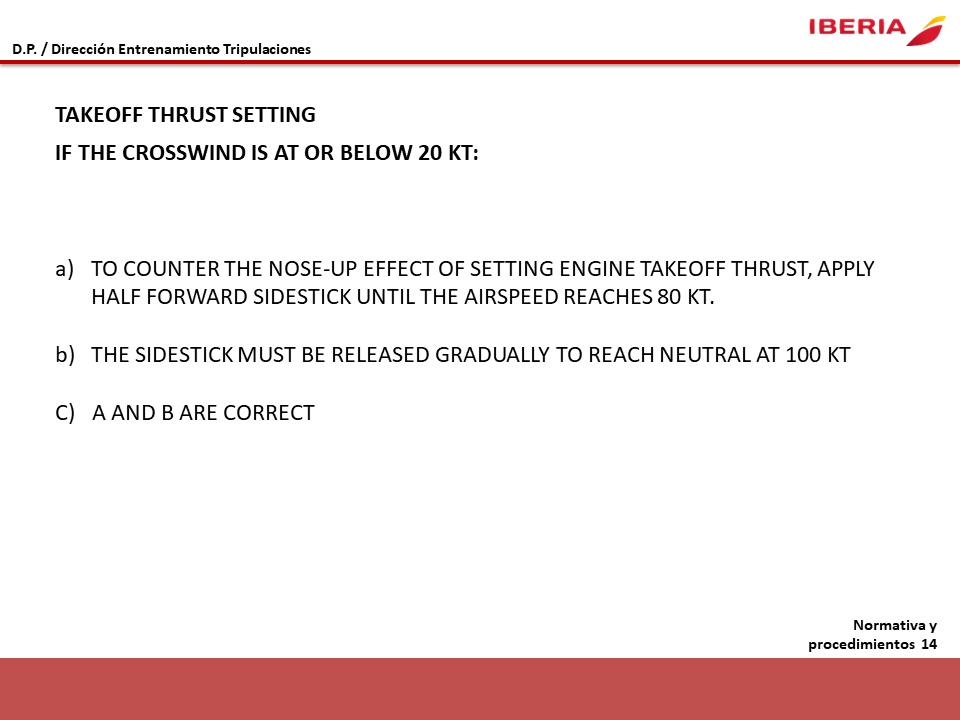 IBERIA
D.P. / Dirección Entrenamiento Tripulaciones
TAKEOFF THRUST SETTING
IF THE CROSSWIND IS AT OR BELOW 20 KT:
a) TO COUNTER THE NOSE-UP EFFECT OF SETTING ENGINE TAKEOFF THRUST, APPLY
HALF FORWARD SIDESTICK UNTIL THE AIRSPEED REACHES 80 KT.
b) THE SIDESTICK MUST BE RELEASED GRADUALLY TO REACH NEUTRAL AT 100 KT
C) A AND B ARE CORRECT
Normativa y
procedimientos 14